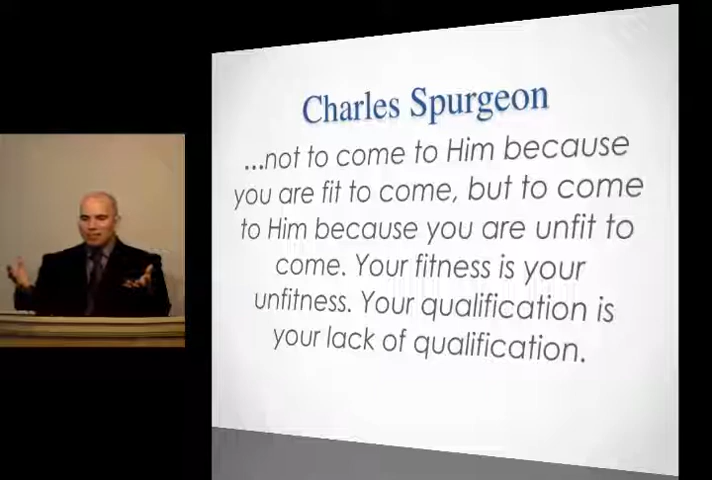 Charles Spurgeon
...not to come to Him because
you are fit to come, but to come
to Him because you are unfit to
come. Your fitness is your
unfitness. Your qualification is
your lack of qualification.